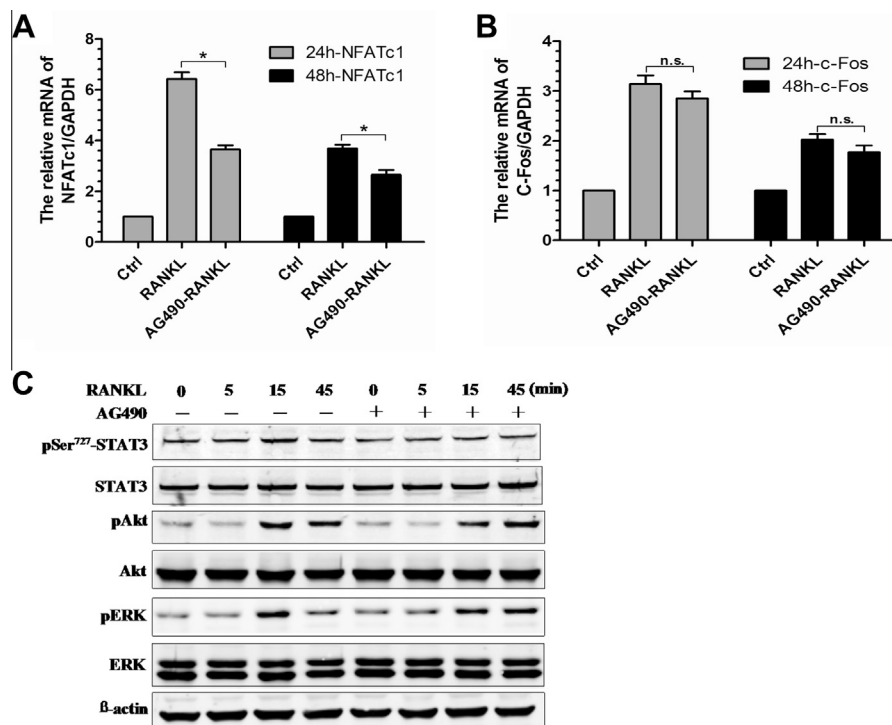 A
The relative mRNA of
NFATc1/GAPDH
8
6
4
2
0
24h-NFATc1
48h-NFATc1
*
*
Ctrl
RANKL
AG490-RANKL
Ctrl
RANKL
AG490-RANKL
B
The relative mRNA of
C-Fos/GAPDH
4
3
2
1
0
24h-c-Fos
48h-c-Fos
n.s.
n.s.
Ctrl
RANKL
AG490-RANKL
Ctrl
RANKL
AG490-RANKL
C
RANKL 0 5 15 45 0 5 15 45 (min)
AG490 – – – – + + + +
pSer⁷²⁷-STAT3
STAT3
pAkt
Akt
pERK
ERK
ß-actin